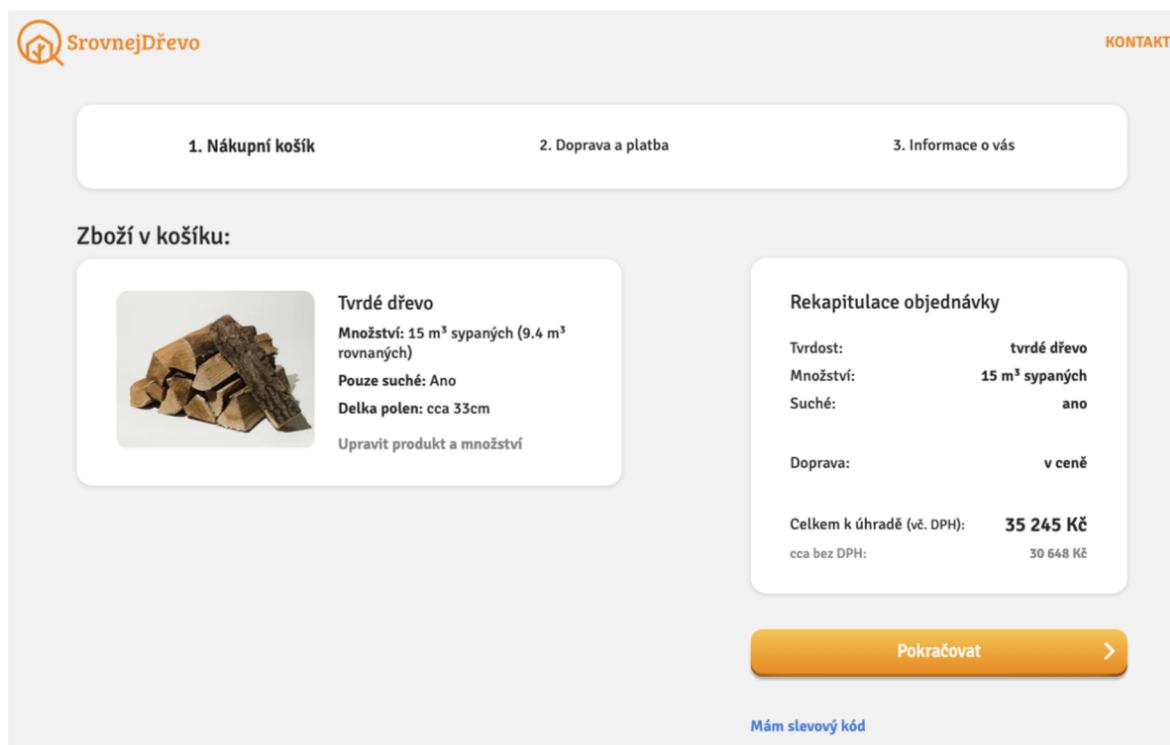 SrovnejDřevo
KONTAKT
1. Nákupní košík
2. Doprava a platba
3. Informace o vás
Zboží v košíku:
Tvrdé dřevo
Množství: 15 m³ sypaných (9.4 m³
rovnaných)
Pouze suché: Ano
Delka polen: cca 33cm
Upravit produkt a množství
Rekapitulace objednávky
Tvrdost: tvrdé dřevo
Množství: 15 m³ sypaných
Suché: ano
Doprava: v ceně
Celkem k úhradě (vč. DPH): 35 245 Kč
cca bez DPH: 30 648 Kč
Pokračovat
Mám slevový kód